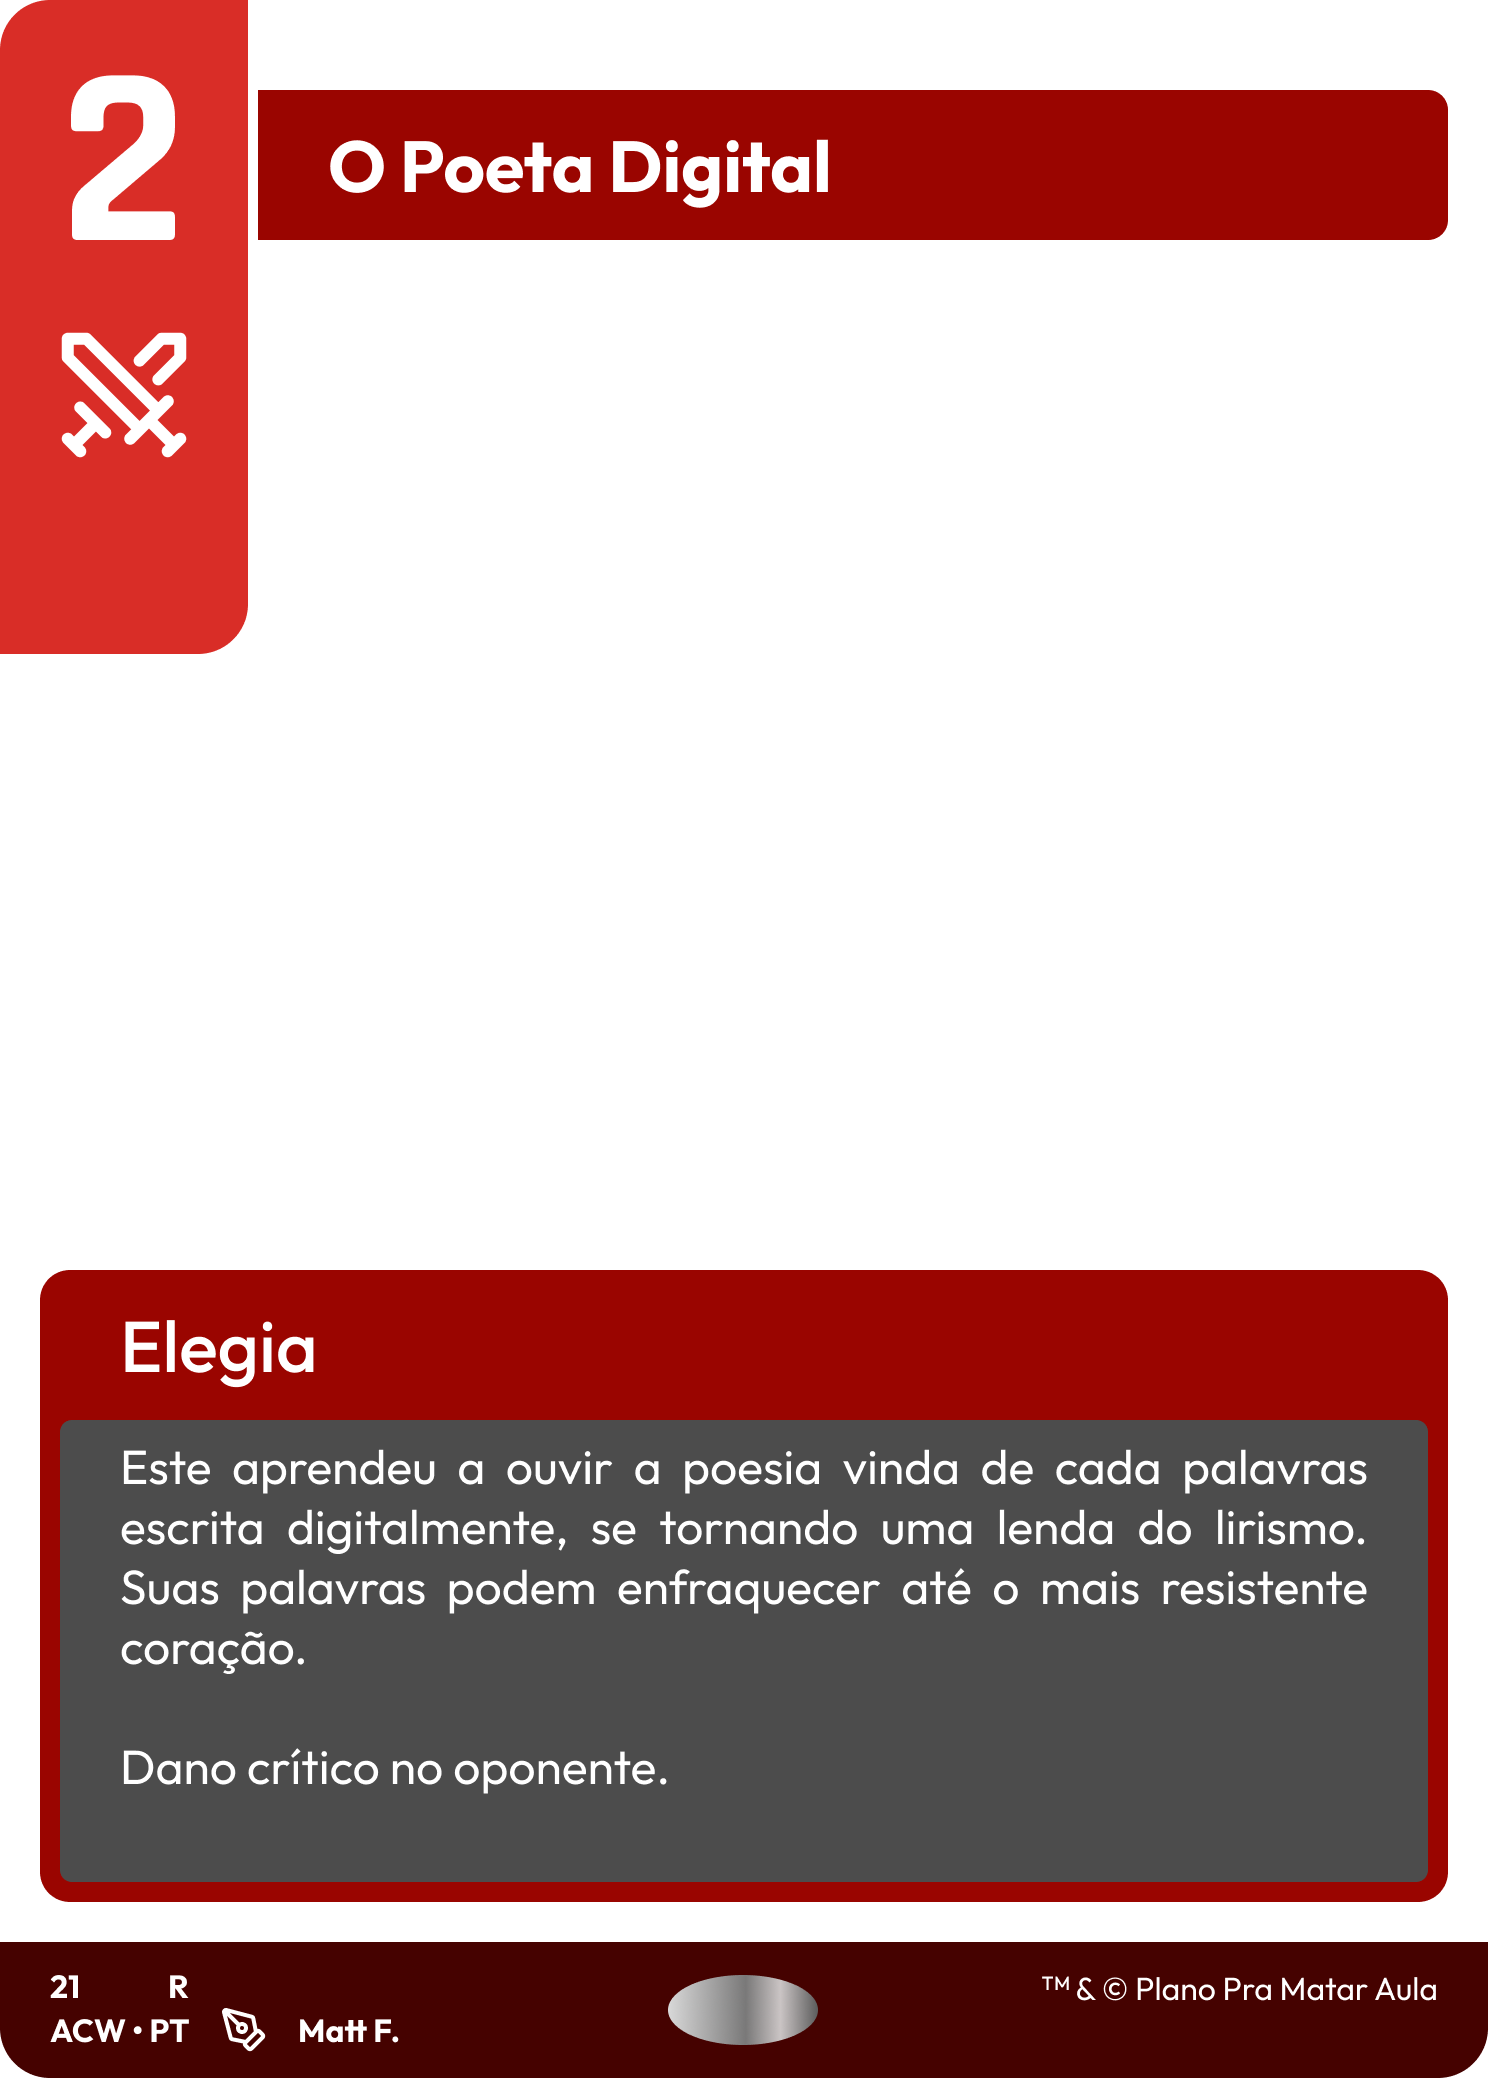 2
O Poeta Digital
Elegia
Este aprendeu a ouvir a poesia vinda de cada palavras
escrita digitalmente, se tornando uma lenda do lirismo.
Suas palavras podem enfraquecer até o mais resistente
coração.
Dano crítico no oponente.
21 R
ACW • PT Matt F.
™ & © Plano Pra Matar Aula